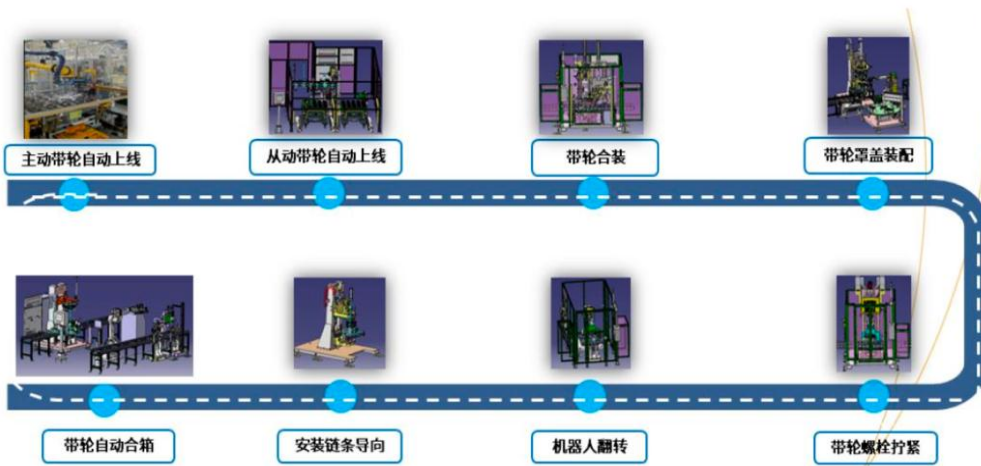 主动带轮自动上线
从动带轮自动上线
带轮合装
带轮罩盖装配
带轮自动合箱
安装链条导向
机器人翻转
带轮螺栓拧紧